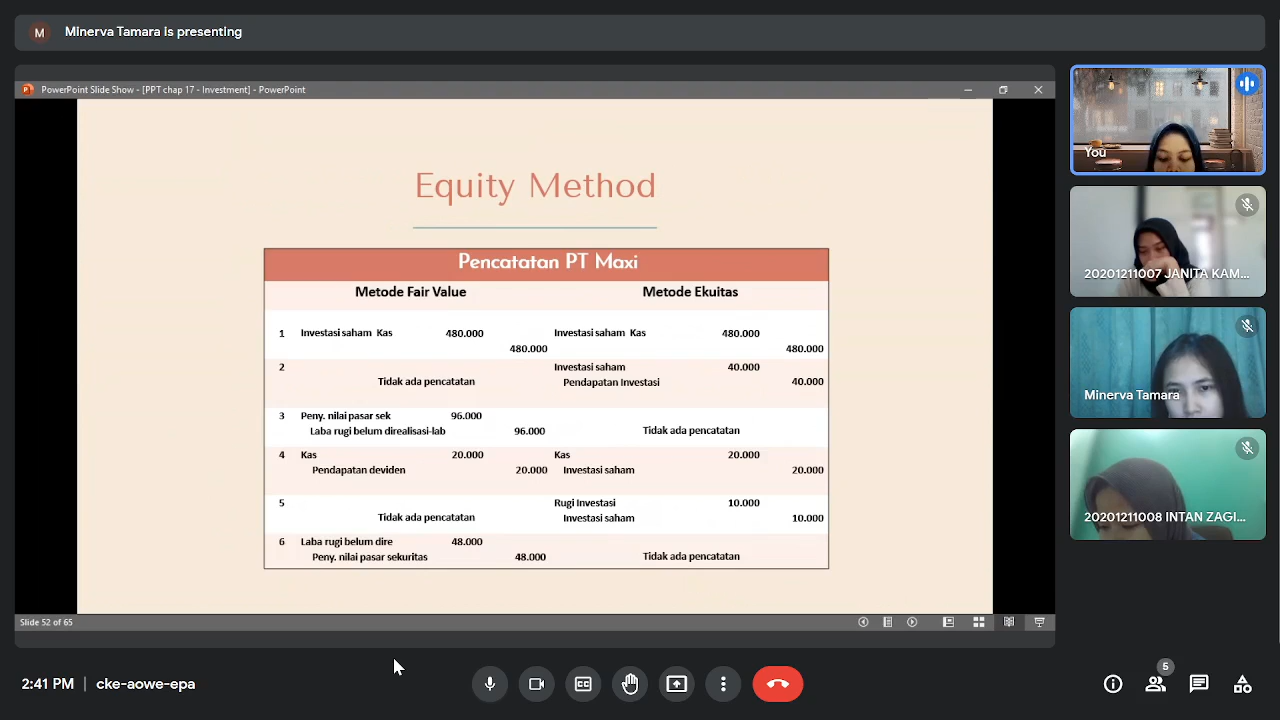 M Minerva Tamara is presenting
PowerPoint Slide Show - [PPT chap 17 - Investment] - PowerPoint
Equity Method
Pencatatan PT Maxi
Metode Fair Value Metode Ekuitas
1 Investasi saham Kas 480.000 Investasi saham Kas 480.000
480.000 480.000
2 Investasi saham 40.000
Tidak ada pencatatan Pendapatan Investasi 40.000
3 Peny. nilai pasar sek 96.000
Laba rugi belum direalisasi-lab 96.000 Tidak ada pencatatan
4 Kas 20.000 Kas 20.000
Pendapatan deviden 20.000 Investasi saham 20.000
5 Rugi Investasi 10.000
Tidak ada pencatatan Investasi saham 10.000
6 Laba rugi belum dire 48.000
Peny. nilai pasar sekuritas 48.000 Tidak ada pencatatan
Slide 52 of 65
You
20201211007 JANITA KAM...
Minerva Tamara
20201211008 INTAN ZAGI...
2:41 PM | cke-aowe-epa
5